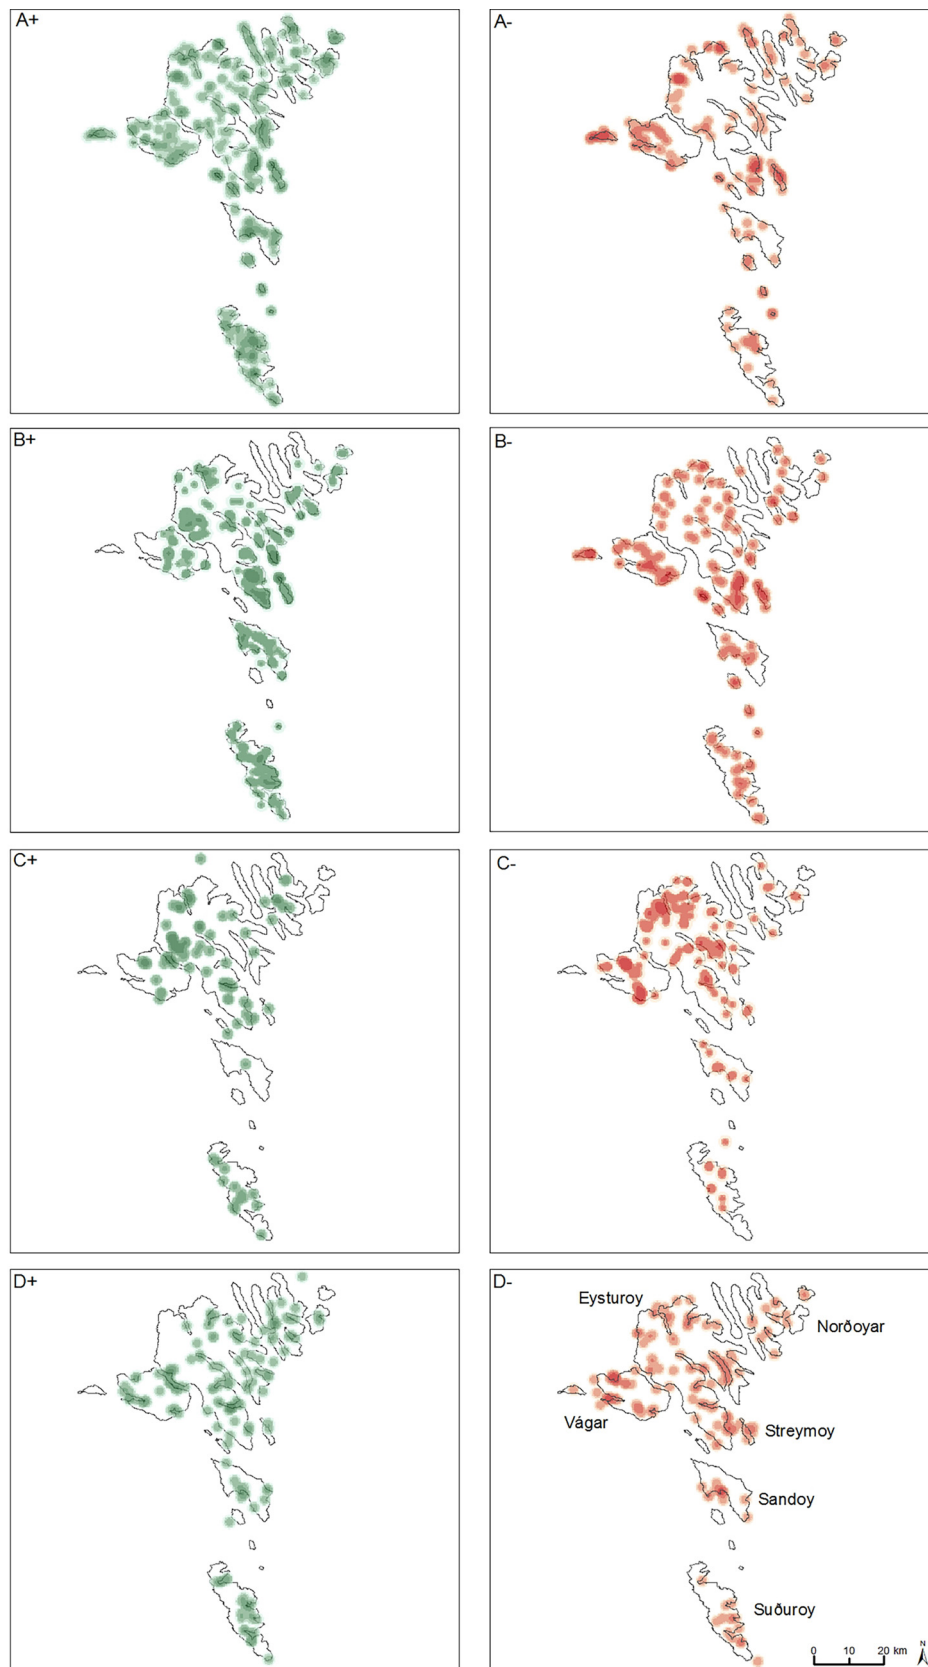 A+
A-
B+
B-
C+
C-
D+
D-
Eysturoy
Norðoyar
Vágar
Streymoy
Sandoy
Suðuroy
N
0 10 20 km